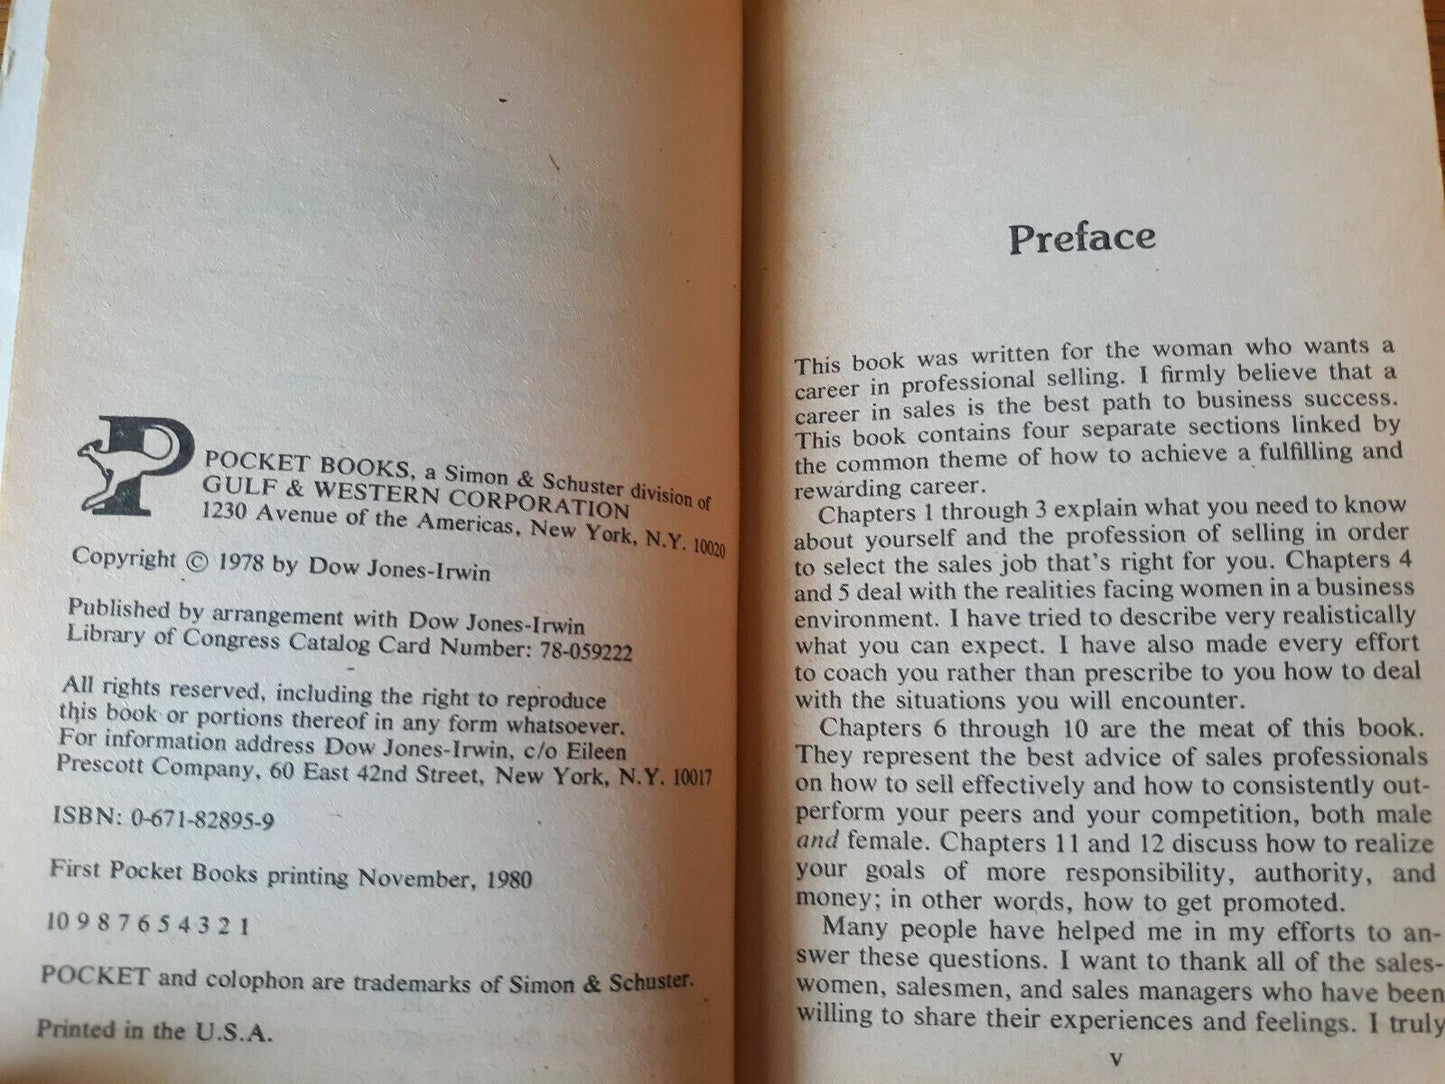 P
POCKET BOOKS, a Simon & Schuster division of
GULF & WESTERN CORPORATION
1230 Avenue of the Americas, New York, N.Y. 10020
Copyright © 1978 by Dow Jones-Irwin
Published by arrangement with Dow Jones-Irwin
Library of Congress Catalog Card Number: 78-059222
All rights reserved, including the right to reproduce
this book or portions thereof in any form whatsoever.
For information address Dow Jones-Irwin, c/o Eileen
Prescott Company, 60 East 42nd Street, New York, N.Y. 10017
ISBN: 0-671-82895-9
First Pocket Books printing November, 1980
10 9 8 7 6 5 4 3 2 1
POCKET and colophon are trademarks of Simon & Schuster.
Printed in the U.S.A.
Preface
This book was written for the woman who wants a
career in professional selling. I firmly believe that a
career in sales is the best path to business success.
This book contains four separate sections linked by
the common theme of how to achieve a fulfilling and
rewarding career.
Chapters 1 through 3 explain what you need to know
about yourself and the profession of selling in order
to select the sales job that's right for you. Chapters 4
and 5 deal with the realities facing women in a business
environment. I have tried to describe very realistically
what you can expect. I have also made every effort
to coach you rather than prescribe to you how to deal
with the situations you will encounter.
Chapters 6 through 10 are the meat of this book.
They represent the best advice of sales professionals
on how to sell effectively and how to consistently out-
perform your peers and your competition, both male
and female. Chapters 11 and 12 discuss how to realize
your goals of more responsibility, authority, and
money; in other words, how to get promoted.
Many people have helped me in my efforts to an-
swer these questions. I want to thank all of the sales-
women, salesmen, and sales managers who have been
willing to share their experiences and feelings. I truly
v